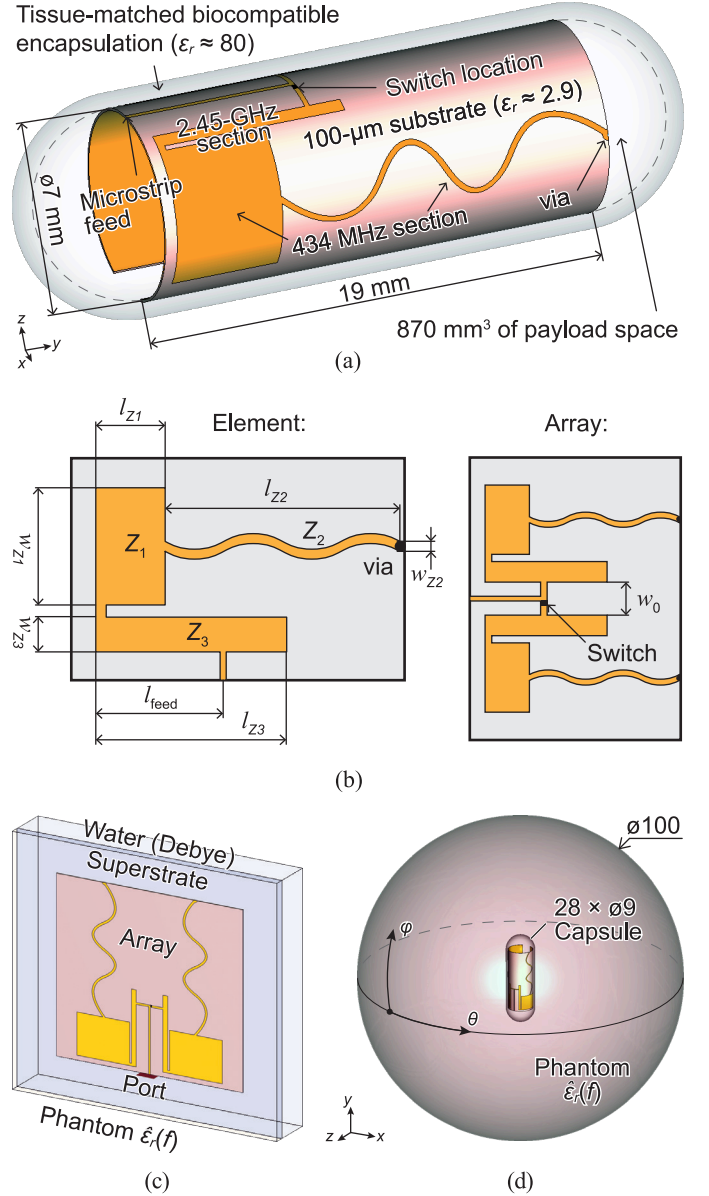 Tissue-matched biocompatible
encapsulation (εr ≈ 80)
Switch location
2.45-GHz
section
100-µm substrate (εr ≈ 2.9)
ø7 mm
Microstrip
feed
via
434 MHz section
19 mm
870 mm³ of payload space
z
y
x
(a)
Element:
Array:
lZ1
lZ2
wZ1
Z1
Z2
via
wZ2
wZ3
Z3
lfeed
lZ3
w0
Switch
(b)
Water (Debye)
Superstrate
Array
Port
Phantom ε̂r(f)
(c)
ø100
28 × ø9
Capsule
φ
θ
Phantom
ε̂r(f)
y
z
x
(d)